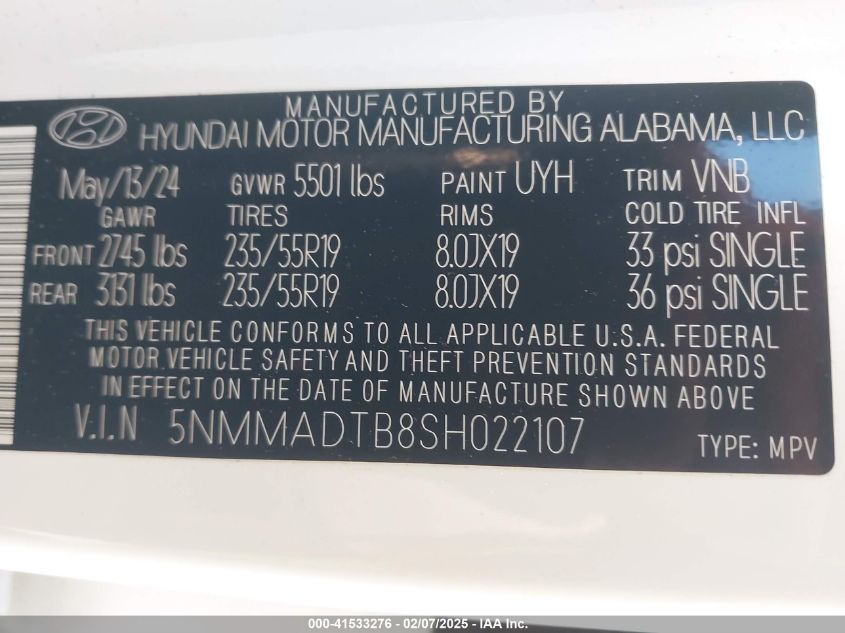 MANUFACTURED BY
HYUNDAI MOTOR MANUFACTURING ALABAMA, LLC
May/13/24 GVWR 5501 lbs PAINT UYH TRIM VNB
GAWR TIRES RIMS COLD TIRE INFL
FRONT 2745 lbs 235/55R19 8.0JX19 33 psi SINGLE
REAR 3131 lbs 235/55R19 8.0JX19 36 psi SINGLE
THIS VEHICLE CONFORMS TO ALL APPLICABLE U.S.A. FEDERAL
MOTOR VEHICLE SAFETY AND THEFT PREVENTION STANDARDS
IN EFFECT ON THE DATE OF MANUFACTURE SHOWN ABOVE
V.I.N 5NMMADTB8SH022107 TYPE: MPV
000-41533276 - 02/07/2025 - IAA Inc.